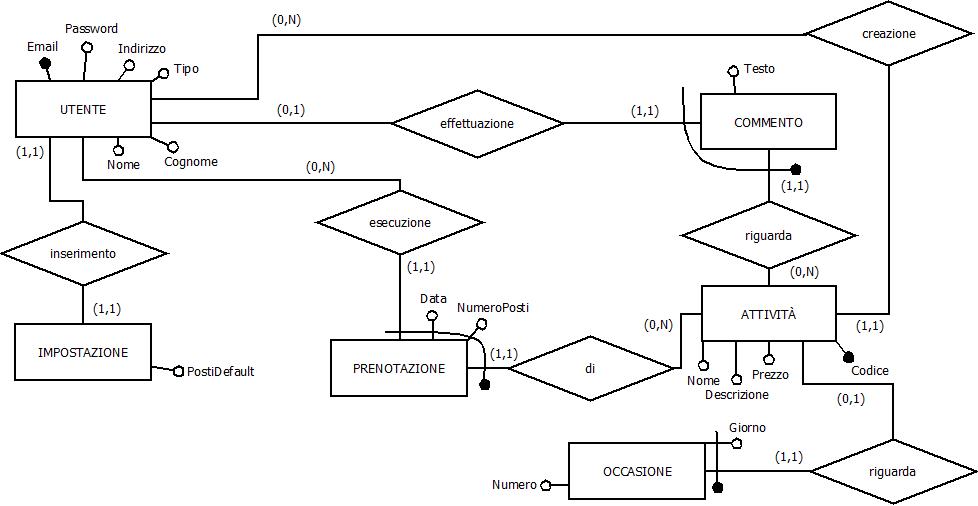 (0,N)
creazione
(1,1)
Password
Email
Indirizzo
Tipo
UTENTE
(1,1)
Nome
Cognome
(0,1)
effettuazione
(1,1)
Testo
COMMENTO
(1,1)
(0,N)
esecuzione
(1,1)
riguarda
(0,N)
inserimento
(1,1)
IMPOSTAZIONE
PostiDefault
Data
NumeroPosti
PRENOTAZIONE
(1,1)
di
(0,N)
ATTIVITÀ
(1,1)
Nome
Descrizione
Prezzo
Codice
(0,1)
Giorno
OCCASIONE
Numero
(1,1)
riguarda